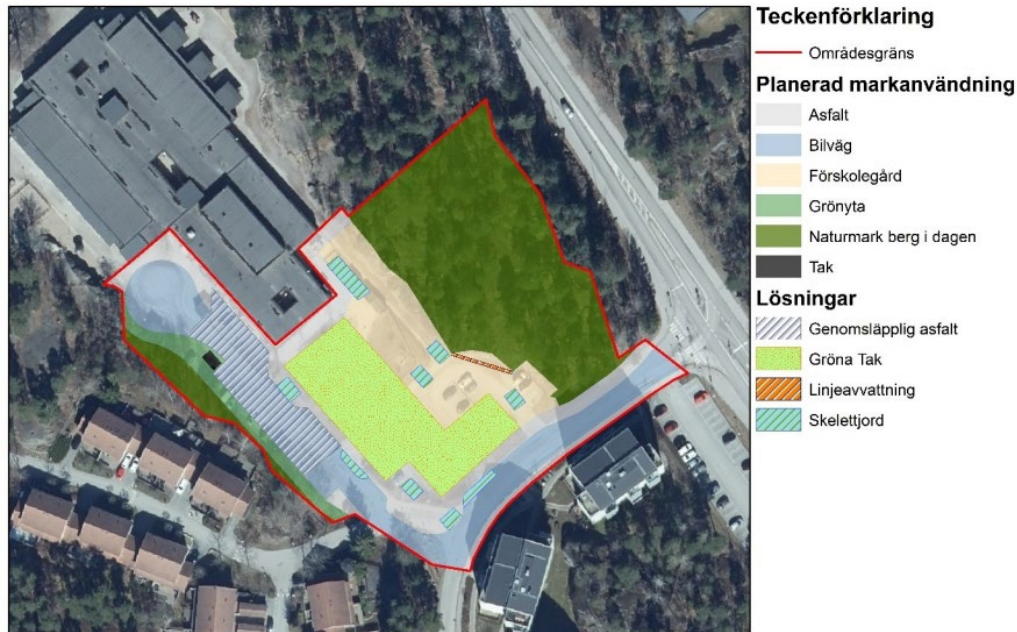 Teckenförklaring
Områdesgräns
Planerad markanvändning
Asfalt
Bilväg
Förskolegård
Grönyta
Naturmark berg i dagen
Tak
Lösningar
Genomsläpplig asfalt
Gröna Tak
Linjeavvattning
Skelettjord